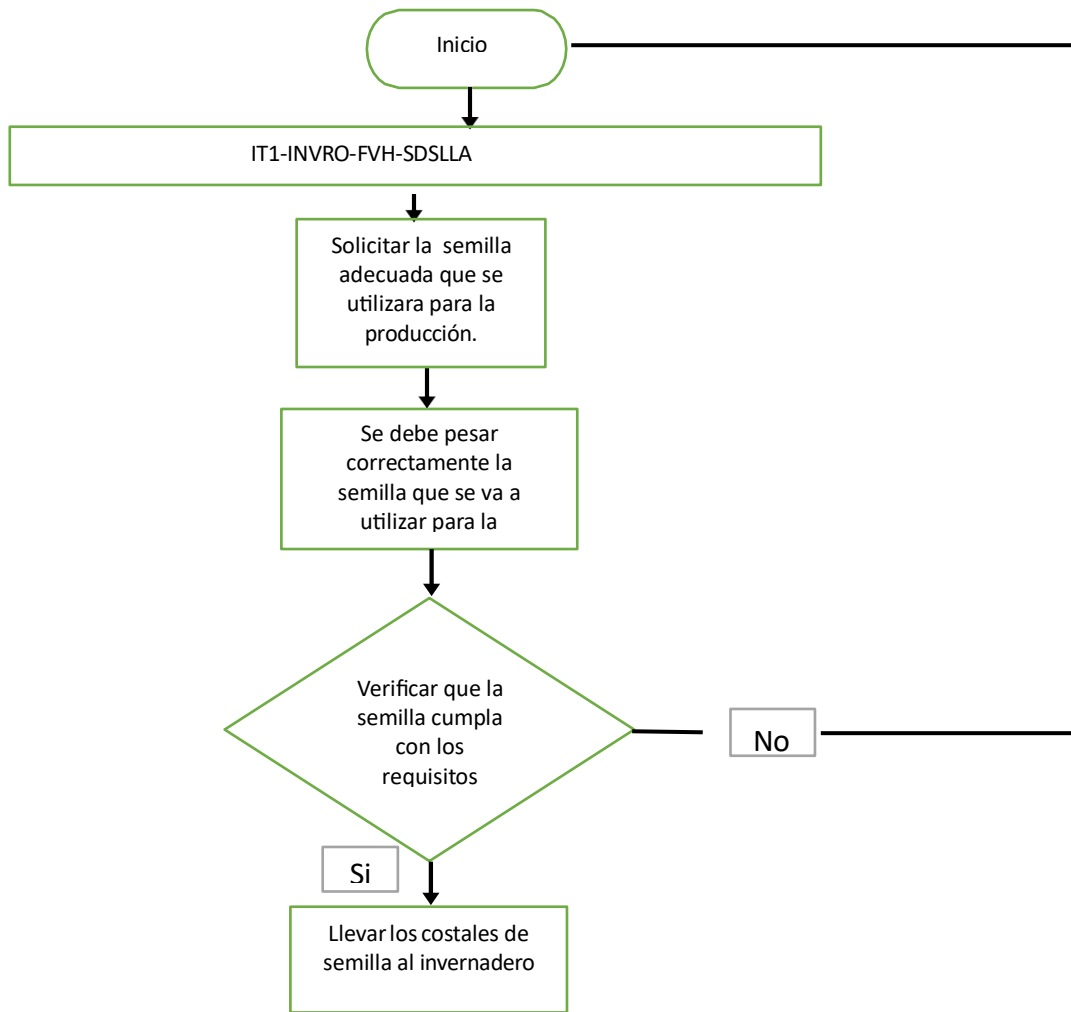 Inicio
IT1-INVRO-FVH-SDSLLA
Solicitar la semilla
adecuada que se
utilizara para la
producción.
Se debe pesar
correctamente la
semilla que se va a
utilizar para la
Verificar que la
semilla cumpla
con los
requisitos
No
Si
Llevar los costales de
semilla al invernadero